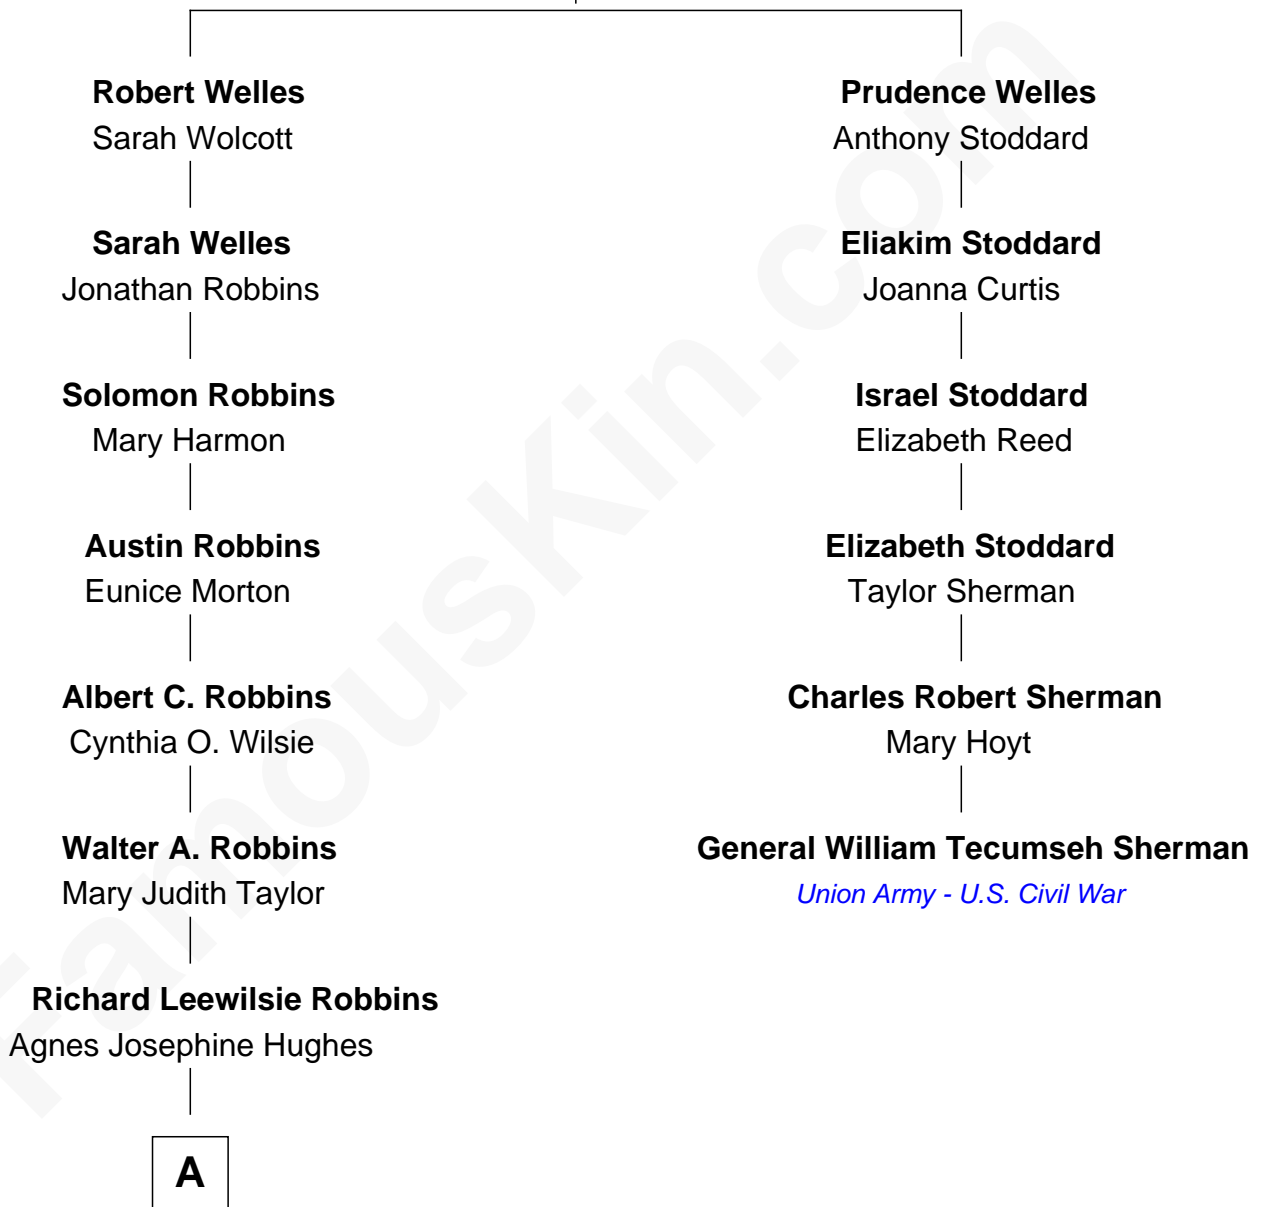 Robert Welles
Sarah Wolcott
Prudence Welles
Anthony Stoddard
Sarah Welles
Jonathan Robbins
Eliakim Stoddard
Joanna Curtis
Solomon Robbins
Mary Harmon
Israel Stoddard
Elizabeth Reed
Austin Robbins
Eunice Morton
Elizabeth Stoddard
Taylor Sherman
Albert C. Robbins
Cynthia O. Wilsie
Charles Robert Sherman
Mary Hoyt
Walter A. Robbins
Mary Judith Taylor
General William Tecumseh Sherman
Union Army - U.S. Civil War
Richard Leewilsie Robbins
Agnes Josephine Hughes
A
FamousKin.com